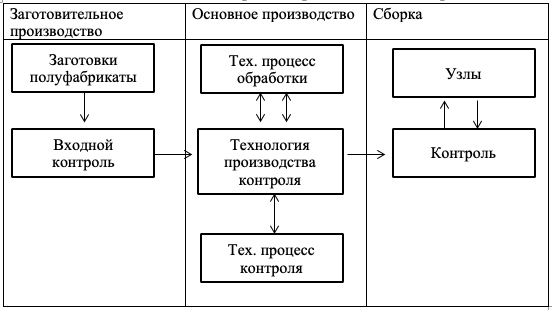 Заготовительное
производство
Основное производство
Сборка
Заготовки
полуфабрикаты
Тех. процесс
обработки
Узлы
Входной
контроль
Технология
производства
контроля
Контроль
Тех. процесс
контроля